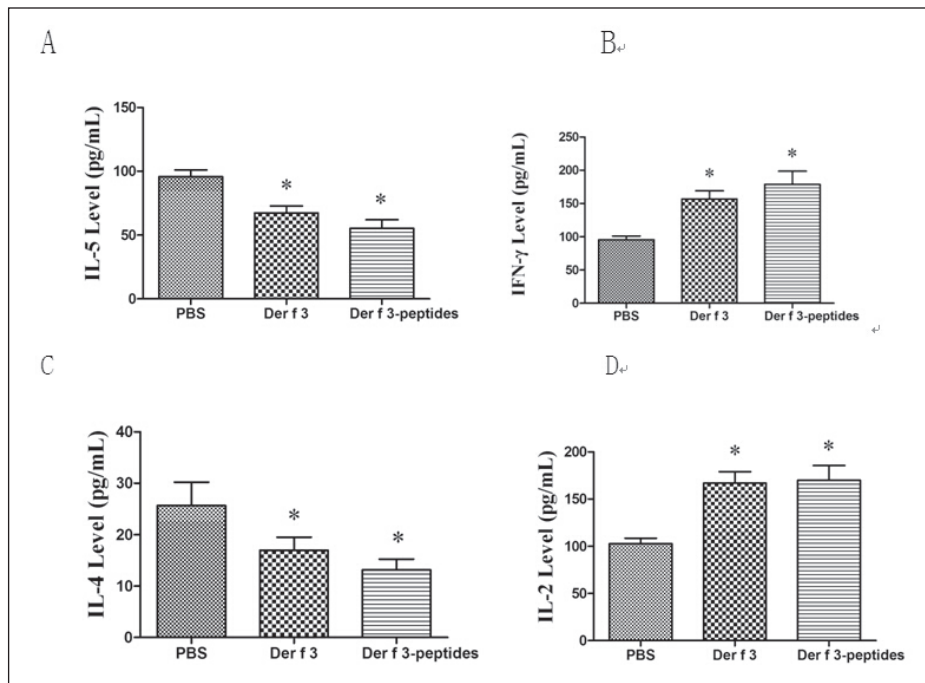 A
IL-5 Level (pg/mL)
150
100
50
0
*
*
PBS
Der f 3
Der f 3-peptides
B
IFN-γ Level (pg/mL)
250
200
150
100
50
0
*
*
PBS
Der f 3
Der f 3-peptides
C
IL-4 Level (pg/mL)
40
30
20
10
0
*
*
PBS
Der f 3
Der f 3-peptides
D
IL-2 Level (pg/mL)
200
150
100
50
0
*
*
PBS
Der f 3
Der f 3-peptides